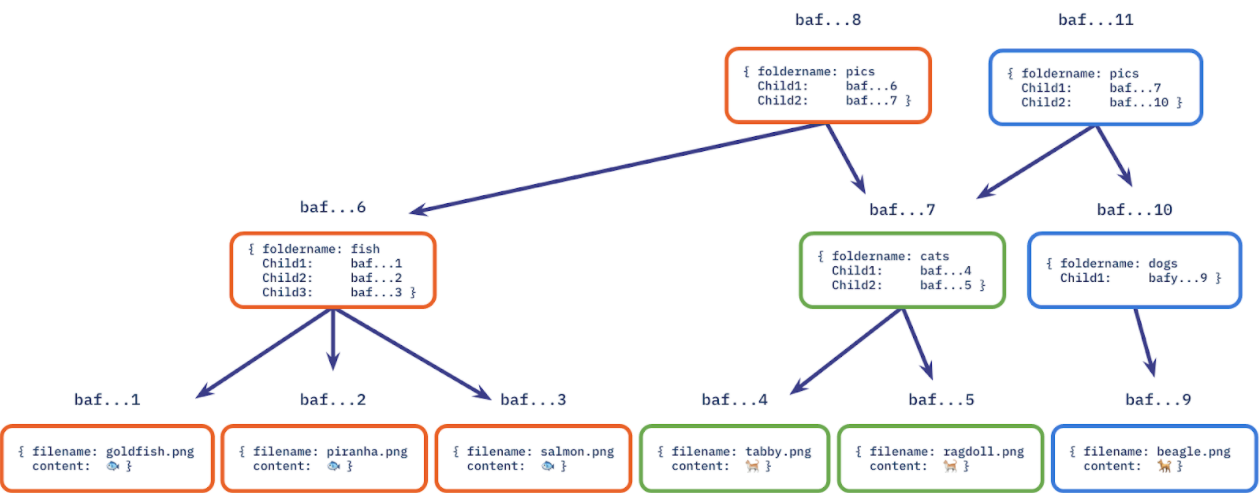 baf...8
baf...11
{ foldername: pics
Child1: baf...6
Child2: baf...7 }
{ foldername: pics
Child1: baf...7
Child2: baf...10 }
baf...6
baf...7
baf...10
{ foldername: fish
Child1: baf...1
Child2: baf...2
Child3: baf...3 }
{ foldername: cats
Child1: baf...4
Child2: baf...5 }
{ foldername: dogs
Child1: bafy...9 }
baf...1
baf...2
baf...3
baf...4
baf...5
baf...9
{ filename: goldfish.png
content: 🐟 }
{ filename: piranha.png
content: 🐟 }
{ filename: salmon.png
content: 🐟 }
{ filename: tabby.png
content: 🐈 }
{ filename: ragdoll.png
content: 🐈 }
{ filename: beagle.png
content: 🐕 }